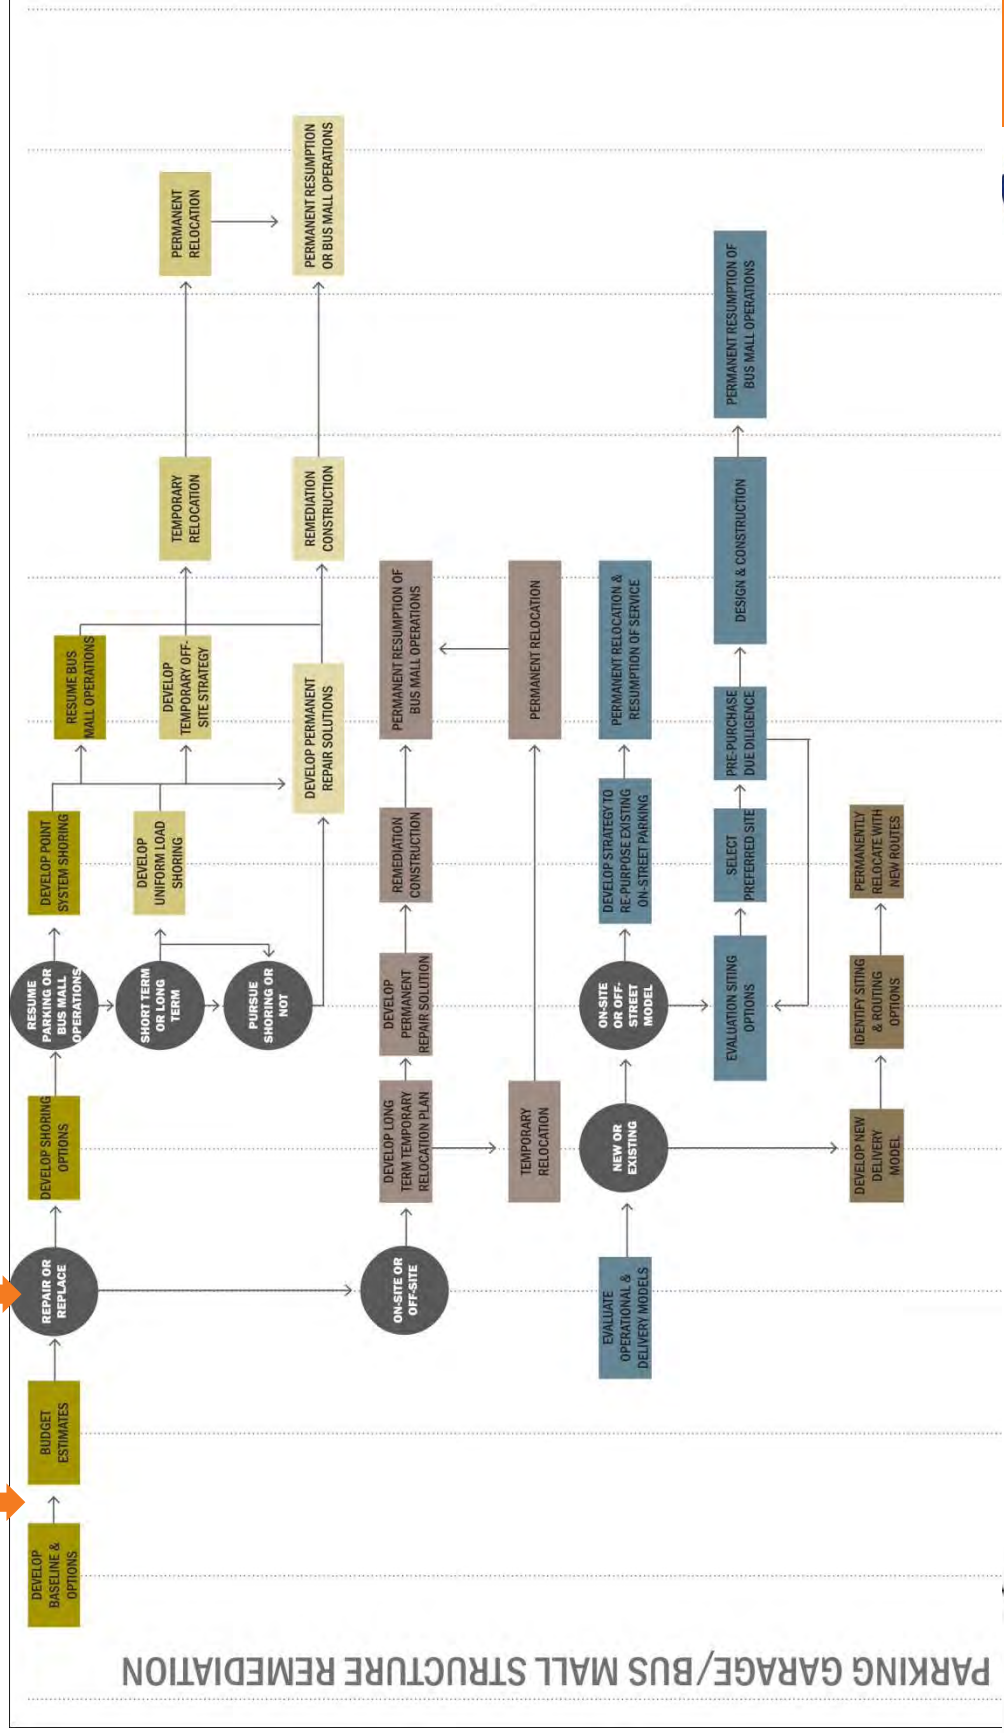 PARKING GARAGE/BUS MALL STRUCTURE REMEDIATION
DEVELOP
BASELINE &
OPTIONS
BUDGET
ESTIMATES
REPAIR OR
REPLACE
DEVELOP SHORING
OPTIONS
RESUME
PARKING OR
BUS MALL
OPERATIONS
DEVELOP POINT
SYSTEM SHORING
RESUME BUS
MALL OPERATIONS
SHORT TERM
OR LONG
TERM
DEVELOP
UNIFORM LOAD
SHORING
DEVELOP
TEMPORARY OFF-
SITE STRATEGY
TEMPORARY
RELOCATION
PERMANENT
RELOCATION
PURSUE
SHORING OR
NOT
DEVELOP PERMANENT
REPAIR SOLUTIONS
REMEDIATION
CONSTRUCTION
PERMANENT RESUMPTION
OR BUS MALL OPERATIONS
ON-SITE OR
OFF-SITE
DEVELOP LONG
TERM TEMPORARY
RELOCATION PLAN
DEVELOP
PERMANENT
REPAIR SOLUTION
REMEDIATION
CONSTRUCTION
PERMANENT RESUMPTION OF
BUS MALL OPERATIONS
TEMPORARY
RELOCATION
PERMANENT RELOCATION
EVALUATE
OPERATIONAL &
DELIVERY MODELS
NEW OR
EXISTING
ON-SITE
OR OFF-
STREET
MODEL
DEVELOP STRATEGY TO
RE-PURPOSE EXISTING
ON-STREET PARKING
PERMANENT RELOCATION &
RESUMPTION OF SERVICE
EVALUATION SITING
OPTIONS
SELECT
PREFERRED SITE
PRE-PURCHASE
DUE DILIGENCE
DESIGN & CONSTRUCTION
PERMANENT RESUMPTION OF
BUS MALL OPERATIONS
DEVELOP NEW
DELIVERY
MODEL
IDENTIFY SITING
& ROUTING
OPTIONS
PERMANENTLY
RELOCATE WITH
NEW ROUTES